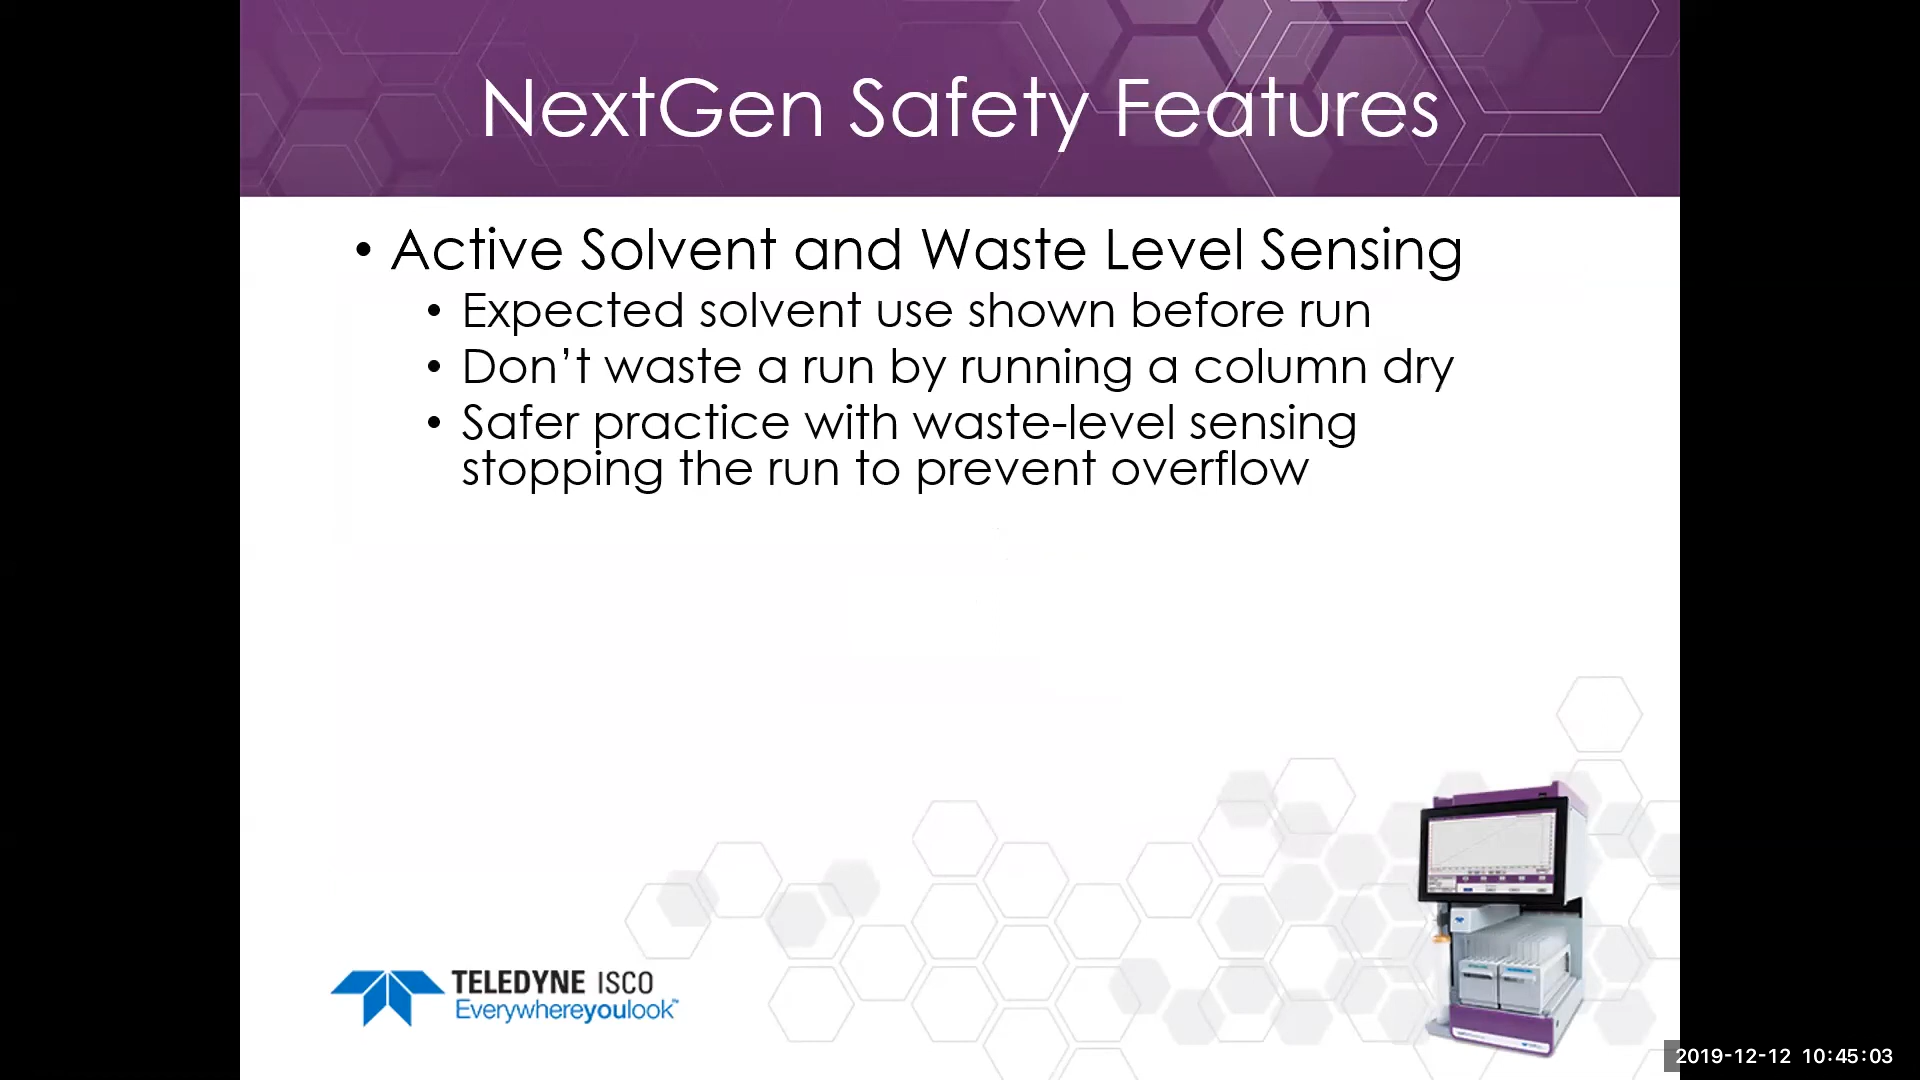 NextGen Safety Features
• Active Solvent and Waste Level Sensing
• Expected solvent use shown before run
• Don’t waste a run by running a column dry
• Safer practice with waste-level sensing
stopping the run to prevent overflow
TELEDYNE ISCO
Everywhereyoulook™
2019-12-12 10:45:03